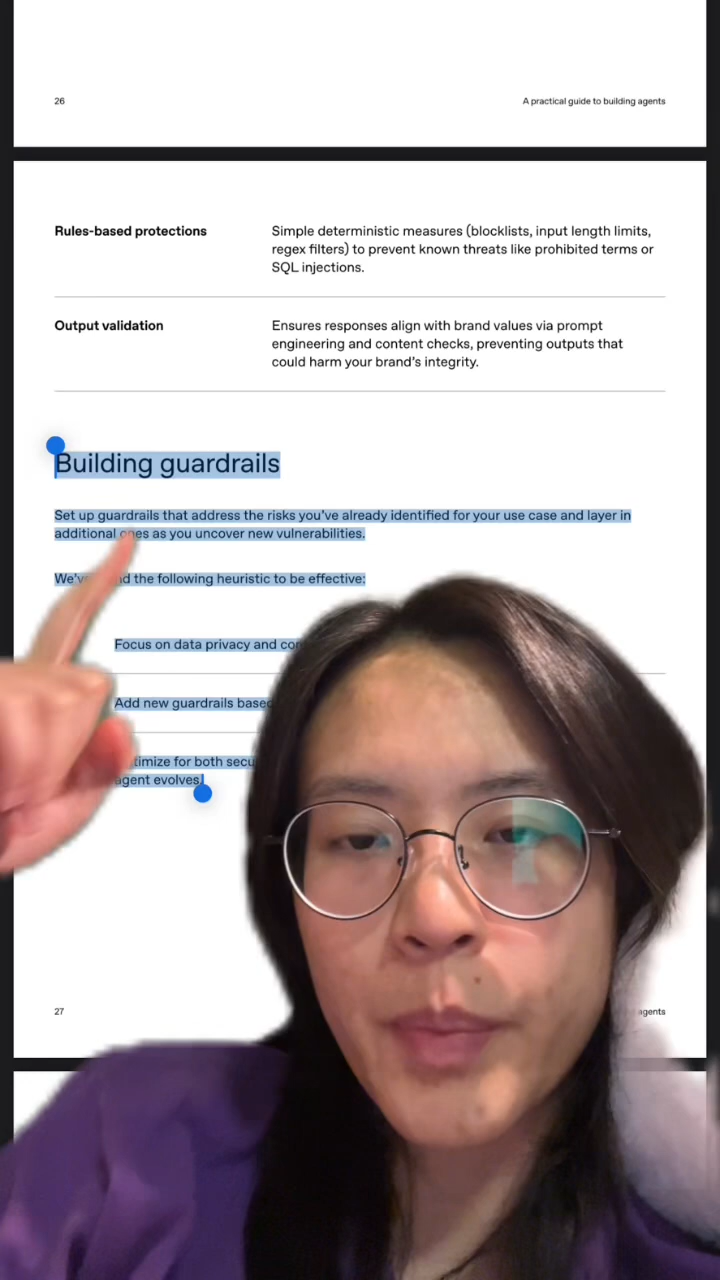 26
A practical guide to building agents
Rules-based protections
Simple deterministic measures (blocklists, input length limits,
regex filters) to prevent known threats like prohibited terms or
SQL injections.
Output validation
Ensures responses align with brand values via prompt
engineering and content checks, preventing outputs that
could harm your brand’s integrity.
Building guardrails
Set up guardrails that address the risks you’ve already identified for your use case and layer in
additional ones as you uncover new vulnerabilities.
the following heuristic to be effective:
Focus on data privacy and
Add new guardrails based
for both
agent evolves.
27
agents